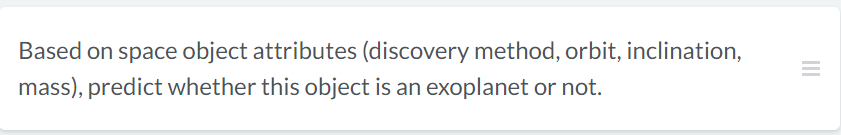 Based on space object attributes (discovery method, orbit, inclination,
mass), predict whether this object is an exoplanet or not.